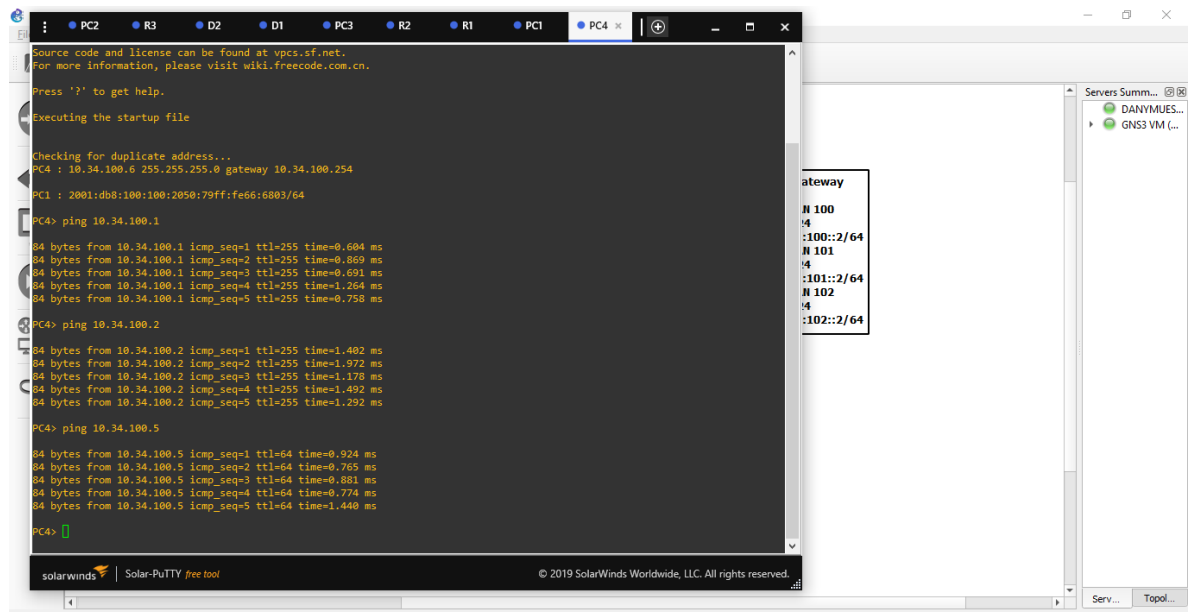 PC2 R3 D2 D1 PC3 R2 R1 PC1 PC4
Source code and license can be found at vpcs.sf.net.
For more information, please visit wiki.freecode.com.cn.
Press '?' to get help.
Executing the startup file
Checking for duplicate address...
PC4 : 10.34.100.6 255.255.255.0 gateway 10.34.100.254
PC1 : 2001:db8:100:100:2050:79ff:fe66:6803/64
PC4> ping 10.34.100.1
84 bytes from 10.34.100.1 icmp_seq=1 ttl=255 time=0.604 ms
84 bytes from 10.34.100.1 icmp_seq=2 ttl=255 time=0.869 ms
84 bytes from 10.34.100.1 icmp_seq=3 ttl=255 time=0.691 ms
84 bytes from 10.34.100.1 icmp_seq=4 ttl=255 time=1.264 ms
84 bytes from 10.34.100.1 icmp_seq=5 ttl=255 time=0.758 ms
PC4> ping 10.34.100.2
84 bytes from 10.34.100.2 icmp_seq=1 ttl=255 time=1.402 ms
84 bytes from 10.34.100.2 icmp_seq=2 ttl=255 time=1.972 ms
84 bytes from 10.34.100.2 icmp_seq=3 ttl=255 time=1.178 ms
84 bytes from 10.34.100.2 icmp_seq=4 ttl=255 time=1.492 ms
84 bytes from 10.34.100.2 icmp_seq=5 ttl=255 time=1.292 ms
PC4> ping 10.34.100.5
84 bytes from 10.34.100.5 icmp_seq=1 ttl=64 time=0.924 ms
84 bytes from 10.34.100.5 icmp_seq=2 ttl=64 time=0.765 ms
84 bytes from 10.34.100.5 icmp_seq=3 ttl=64 time=0.881 ms
84 bytes from 10.34.100.5 icmp_seq=4 ttl=64 time=0.774 ms
84 bytes from 10.34.100.5 icmp_seq=5 ttl=64 time=1.440 ms
PC4>
solarwinds Solar-PuTTY free tool © 2019 SolarWinds Worldwide, LLC. All rights reserved.
ateway
N 100
24
:100::2/64
N 101
24
:101::2/64
N 102
24
:102::2/64
Servers Summ...
DANYMUES...
GNS3 VM (...
Serv... Topol...